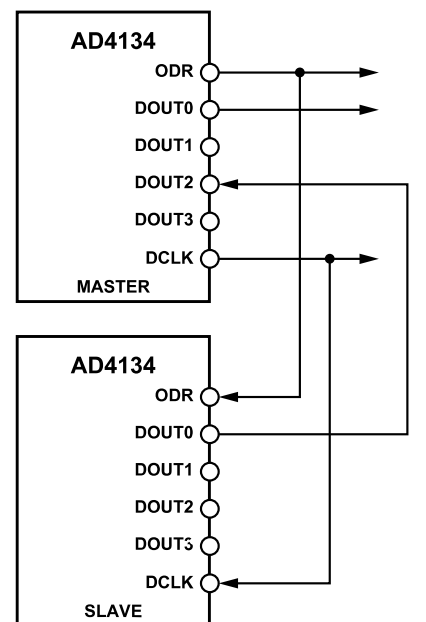 AD4134
ODR
DOUT0
DOUT1
DOUT2
DOUT3
DCLK
MASTER
AD4134
ODR
DOUT0
DOUT1
DOUT2
DOUT3
DCLK
SLAVE